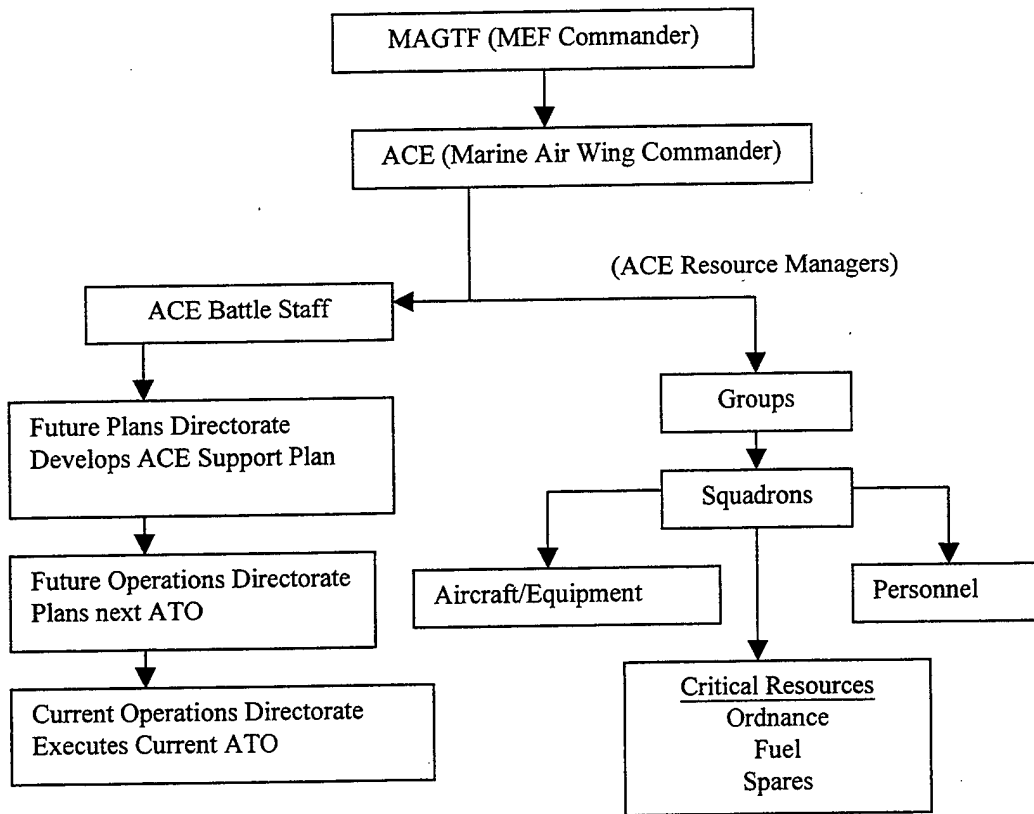 MAGTF (MEF Commander)
ACE (Marine Air Wing Commander)
(ACE Resource Managers)
ACE Battle Staff
Future Plans Directorate
Develops ACE Support Plan
Future Operations Directorate
Plans next ATO
Current Operations Directorate
Executes Current ATO
Groups
Squadrons
Aircraft/Equipment
Personnel
Critical Resources
Ordnance
Fuel
Spares